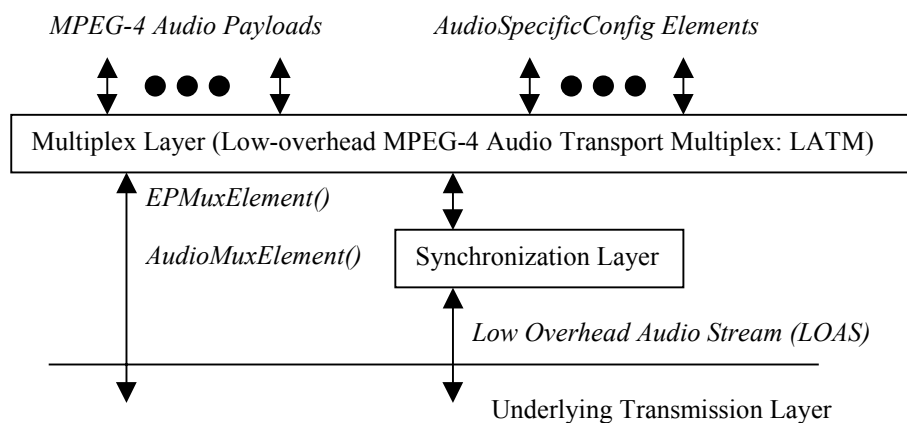 MPEG-4 Audio Payloads
AudioSpecificConfig Elements
Multiplex Layer (Low-overhead MPEG-4 Audio Transport Multiplex: LATM)
EPMuxElement()
AudioMuxElement()
Synchronization Layer
Low Overhead Audio Stream (LOAS)
Underlying Transmission Layer